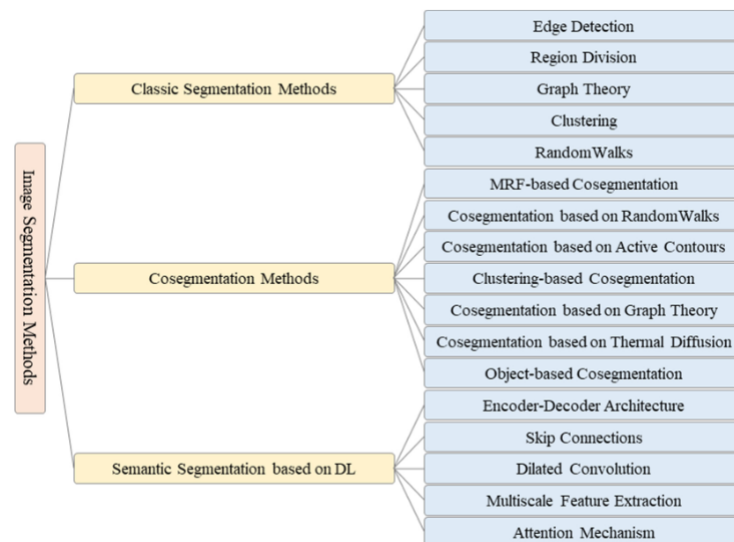 Image Segmentation Methods
Classic Segmentation Methods
Edge Detection
Region Division
Graph Theory
Clustering
RandomWalks
Cosegmentation Methods
MRF-based Cosegmentation
Cosegmentation based on RandomWalks
Cosegmentation based on Active Contours
Clustering-based Cosegmentation
Cosegmentation based on Graph Theory
Cosegmentation based on Thermal Diffusion
Object-based Cosegmentation
Semantic Segmentation based on DL
Encoder-Decoder Architecture
Skip Connections
Dilated Convolution
Multiscale Feature Extraction
Attention Mechanism